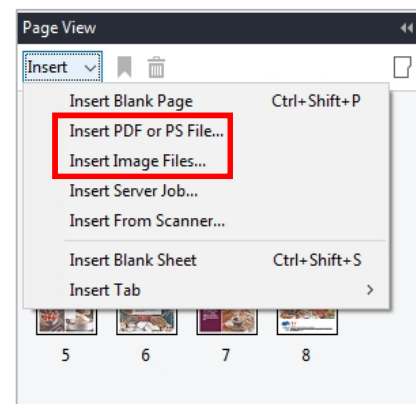 Page View
Insert
Insert Blank Page Ctrl+Shift+P
Insert PDF or PS File...
Insert Image Files...
Insert Server Job...
Insert From Scanner...
Insert Blank Sheet Ctrl+Shift+S
Insert Tab
5 6 7 8